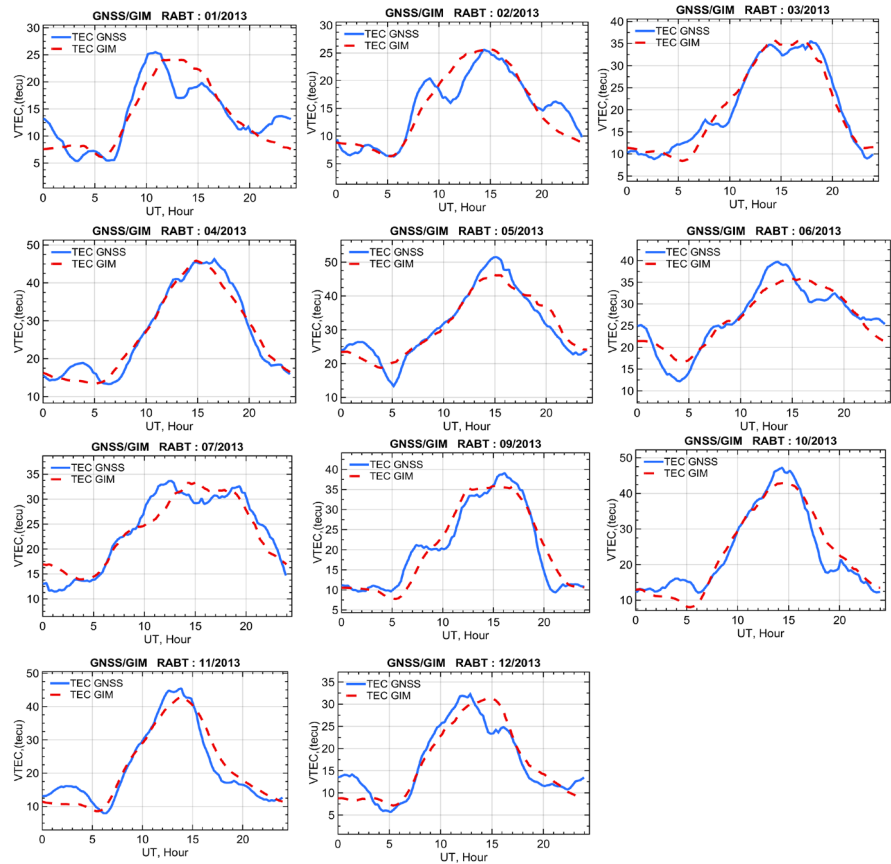 GNSS/GIM RABT : 01/2013
TEC GNSS
TEC GIM
VTEC,(tecu)
30
25
20
15
10
5
0 5 10 15 20
UT, Hour
GNSS/GIM RABT : 02/2013
TEC GNSS
TEC GIM
VTEC,(tecu)
30
25
20
15
10
5
0
0 5 10 15 20
UT, Hour
GNSS/GIM RABT : 03/2013
TEC GNSS
TEC GIM
VTEC,(tecu)
40
35
30
25
20
15
10
5
0 5 10 15 20
UT, Hour
GNSS/GIM RABT : 04/2013
TEC GNSS
TEC GIM
VTEC,(tecu)
50
40
30
20
10
0 5 10 15 20
UT, Hour
GNSS/GIM RABT : 05/2013
TEC GNSS
TEC GIM
VTEC,(tecu)
50
40
30
20
10
0 5 10 15 20
UT, Hour
GNSS/GIM RABT : 06/2013
TEC GNSS
TEC GIM
VTEC,(tecu)
40
35
30
25
20
15
10
0 5 10 15 20
UT, Hour
GNSS/GIM RABT : 07/2013
TEC GNSS
TEC GIM
VTEC,(tecu)
35
30
25
20
15
10
0 5 10 15 20
UT, Hour
GNSS/GIM RABT : 09/2013
TEC GNSS
TEC GIM
VTEC,(tecu)
40
35
30
25
20
15
10
5
0 5 10 15 20
UT, Hour
GNSS/GIM RABT : 10/2013
TEC GNSS
TEC GIM
VTEC,(tecu)
50
40
30
20
10
0 5 10 15 20
UT, Hour
GNSS/GIM RABT : 11/2013
TEC GNSS
TEC GIM
VTEC,(tecu)
50
40
30
20
10
0 5 10 15 20
UT, Hour
GNSS/GIM RABT : 12/2013
TEC GNSS
TEC GIM
VTEC,(tecu)
35
30
25
20
15
10
5
0 5 10 15 20
UT, Hour